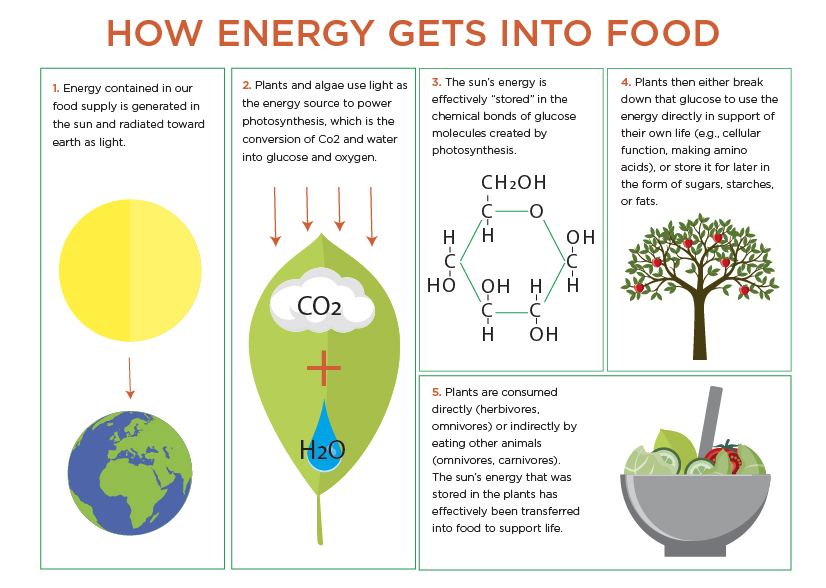 HOW ENERGY GETS INTO FOOD
1. Energy contained in our
food supply is generated in
the sun and radiated toward
earth as light.
2. Plants and algae use light as
the energy source to power
photosynthesis, which is the
conversion of Co2 and water
into glucose and oxygen.
CO2
+
H2O
3. The sun's energy is
effectively “stored” in the
chemical bonds of glucose
molecules created by
photosynthesis.
CH2OH
C O
H H OH
C C
HO OH H H
C C
H OH
4. Plants then either break
down that glucose to use the
energy directly in support of
their own life (e.g., cellular
function, making amino
acids), or store it for later in
the form of sugars, starches,
or fats.
5. Plants are consumed
directly (herbivores,
omnivores) or indirectly by
eating other animals
(omnivores, carnivores).
The sun's energy that was
stored in the plants has
effectively been transferred
into food to support life.